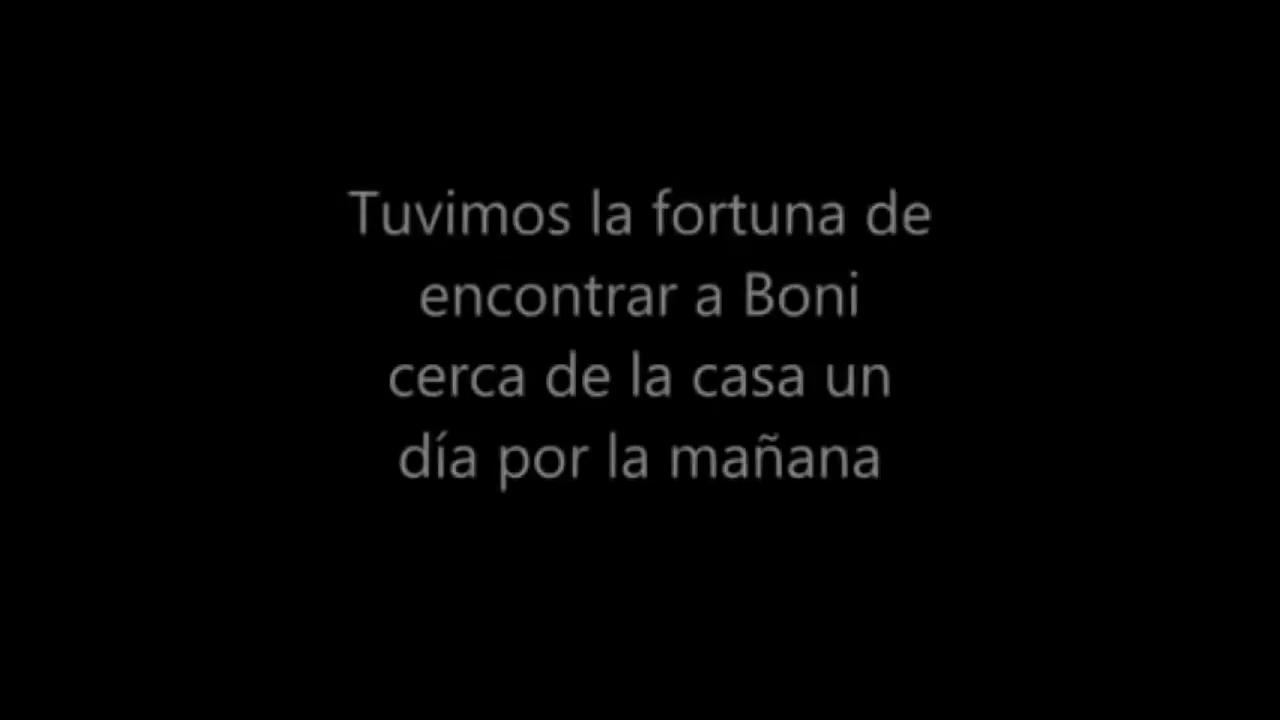 Tuvimos la fortuna de
encontrar a Boni
cerca de la casa un
día por la mañana